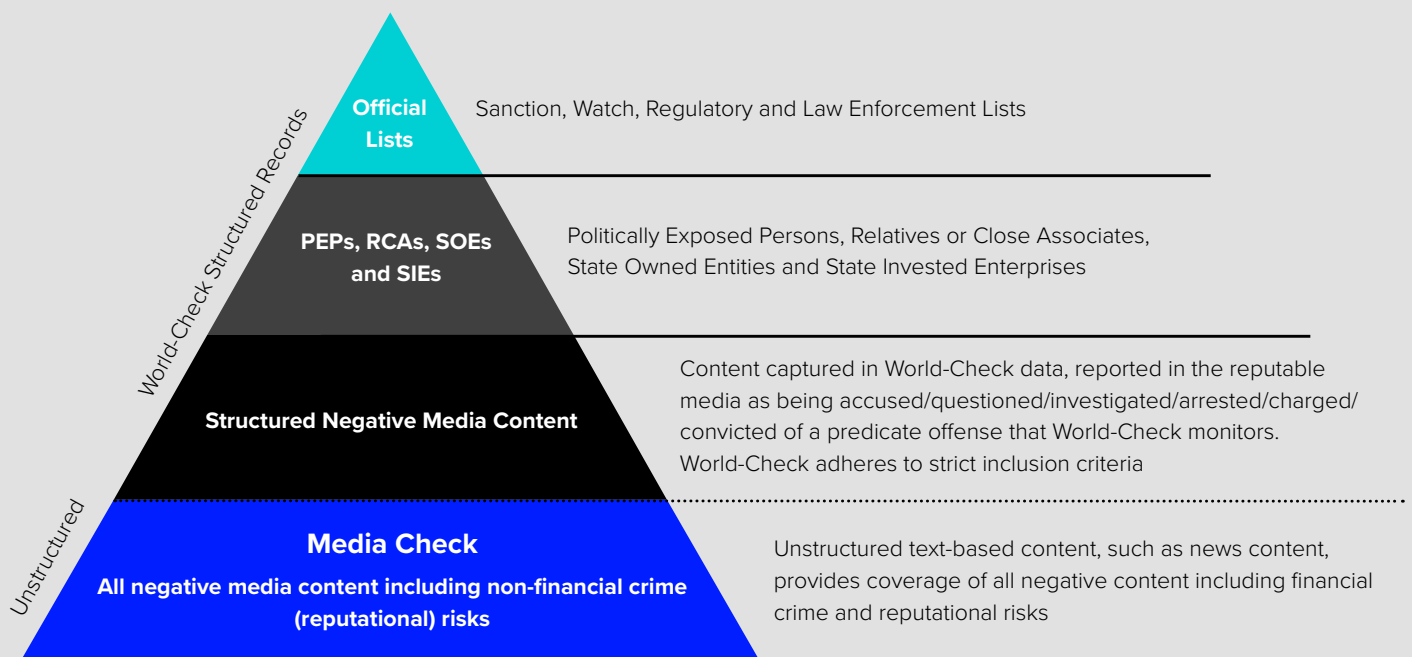 World-Check Structured Records
Official
Lists
Sanction, Watch, Regulatory and Law Enforcement Lists
PEPs, RCAs, SOEs
and SIEs
Politically Exposed Persons, Relatives or Close Associates,
State Owned Entities and State Invested Enterprises
Structured Negative Media Content
Content captured in World-Check data, reported in the reputable
media as being accused/questioned/investigated/arrested/charged/
convicted of a predicate offense that World-Check monitors.
World-Check adheres to strict inclusion criteria
Unstructured
Media Check
All negative media content including non-financial crime
(reputational) risks
Unstructured text-based content, such as news content,
provides coverage of all negative content including financial
crime and reputational risks